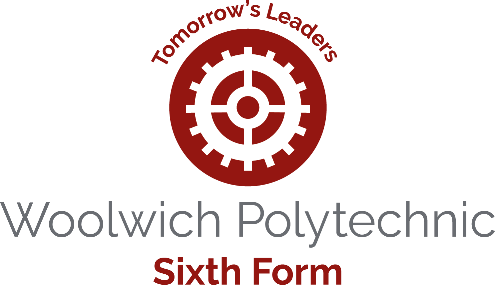 Tomorrow's Leaders
Woolwich Polytechnic
Sixth Form